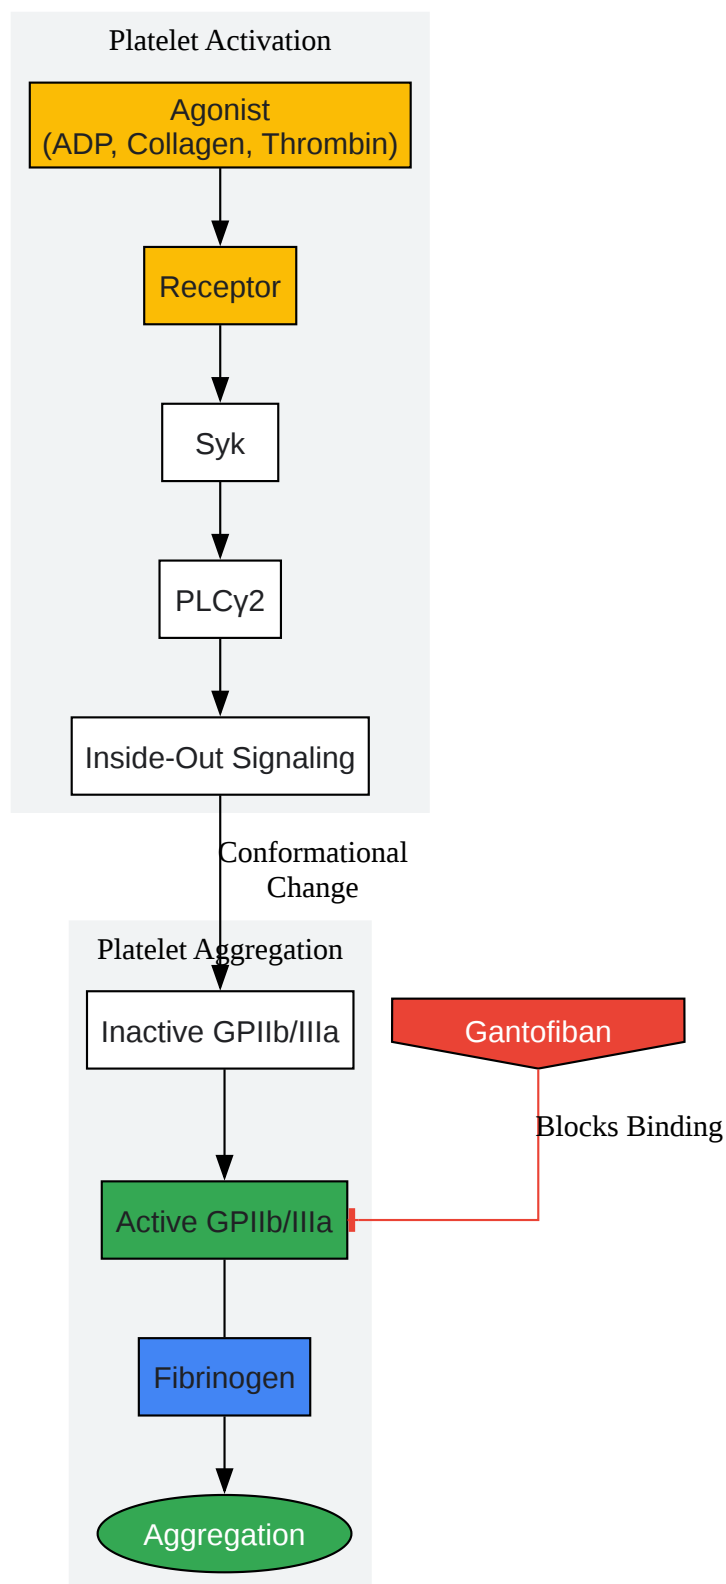 Platelet Activation
Agonist
(ADP, Collagen, Thrombin)
Receptor
Syk
PLCγ2
Inside-Out Signaling
Conformational
Change
Platelet Aggregation
Inactive GPIIb/IIIa
Gantofiban
Blocks Binding
Active GPIIb/IIIa
Fibrinogen
Aggregation